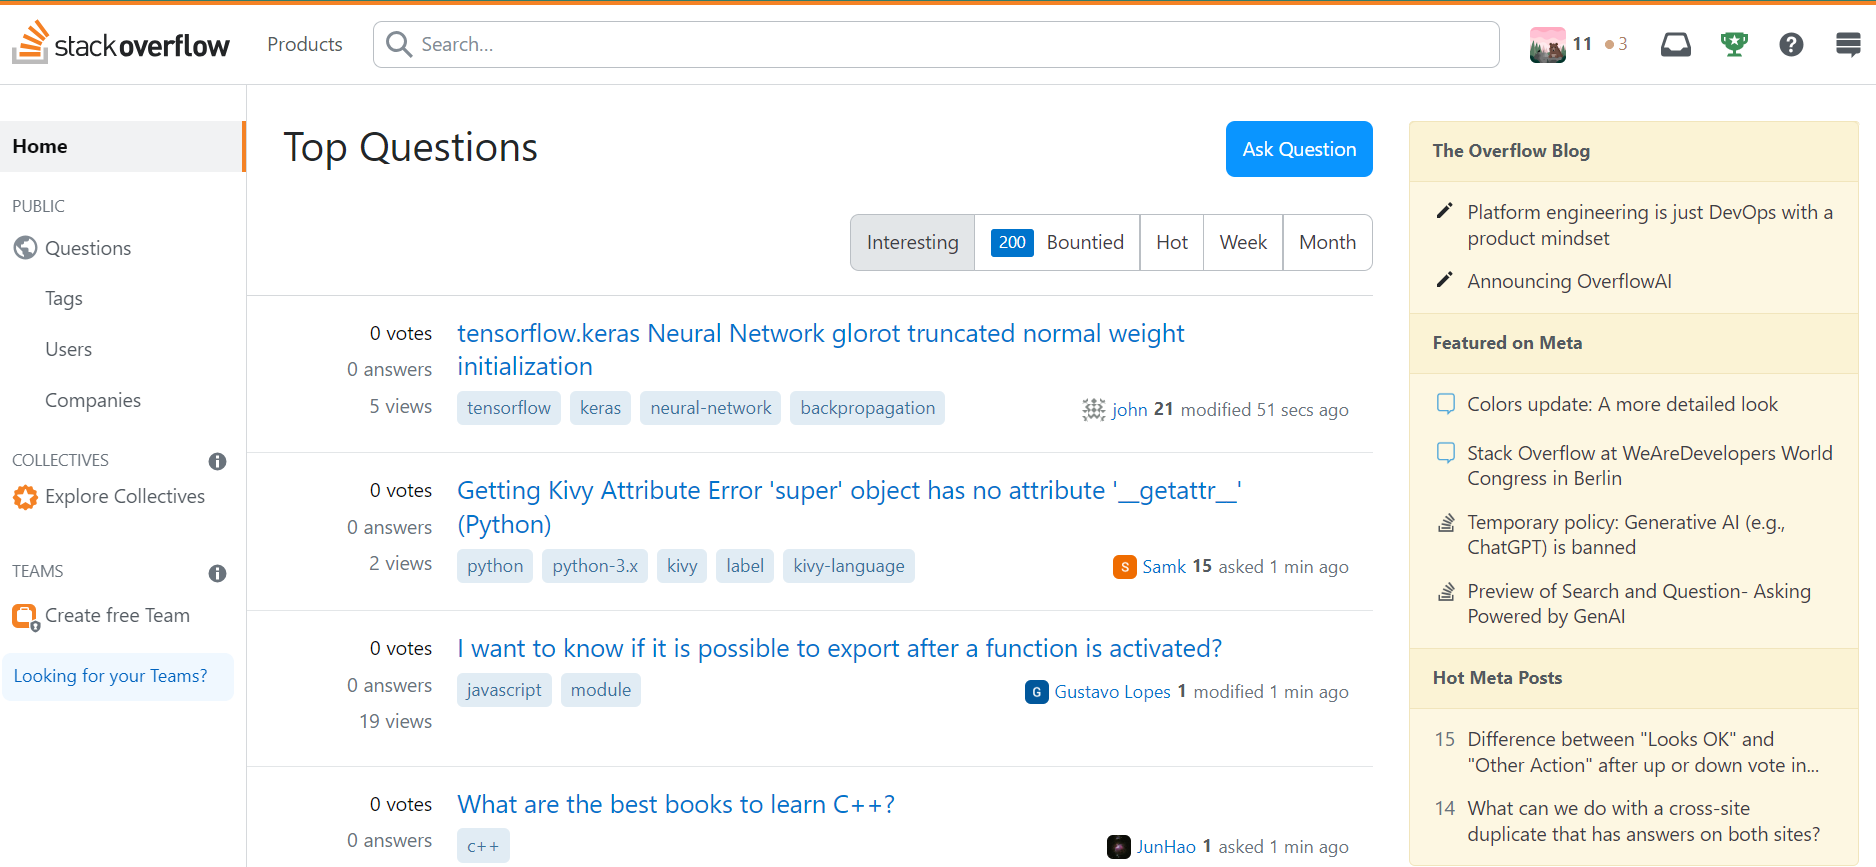 stackoverflow
Products
Search...
11
3
Home
PUBLIC
Questions
Tags
Users
Companies
COLLECTIVES
Explore Collectives
TEAMS
Create free Team
Looking for your Teams?
Top Questions
Ask Question
Interesting
200 Bountied
Hot
Week
Month
0 votes
0 answers
5 views
tensorflow.keras Neural Network glorot truncated normal weight
initialization
tensorflow keras neural-network backpropagation
john 21 modified 51 secs ago
0 votes
0 answers
2 views
Getting Kivy Attribute Error 'super' object has no attribute '__getattr__'
(Python)
python python-3.x kivy label kivy-language
S Samk 15 asked 1 min ago
0 votes
0 answers
19 views
I want to know if it is possible to export after a function is activated?
javascript module
G Gustavo Lopes 1 modified 1 min ago
0 votes
0 answers
What are the best books to learn C++?
c++
JunHao 1 asked 1 min ago
The Overflow Blog
Platform engineering is just DevOps with a
product mindset
Announcing OverflowAI
Featured on Meta
Colors update: A more detailed look
Stack Overflow at WeAreDevelopers World
Congress in Berlin
Temporary policy: Generative AI (e.g.,
ChatGPT) is banned
Preview of Search and Question- Asking
Powered by GenAI
Hot Meta Posts
15 Difference between "Looks OK" and
"Other Action" after up or down vote in...
14 What can we do with a cross-site
duplicate that has answers on both sites?